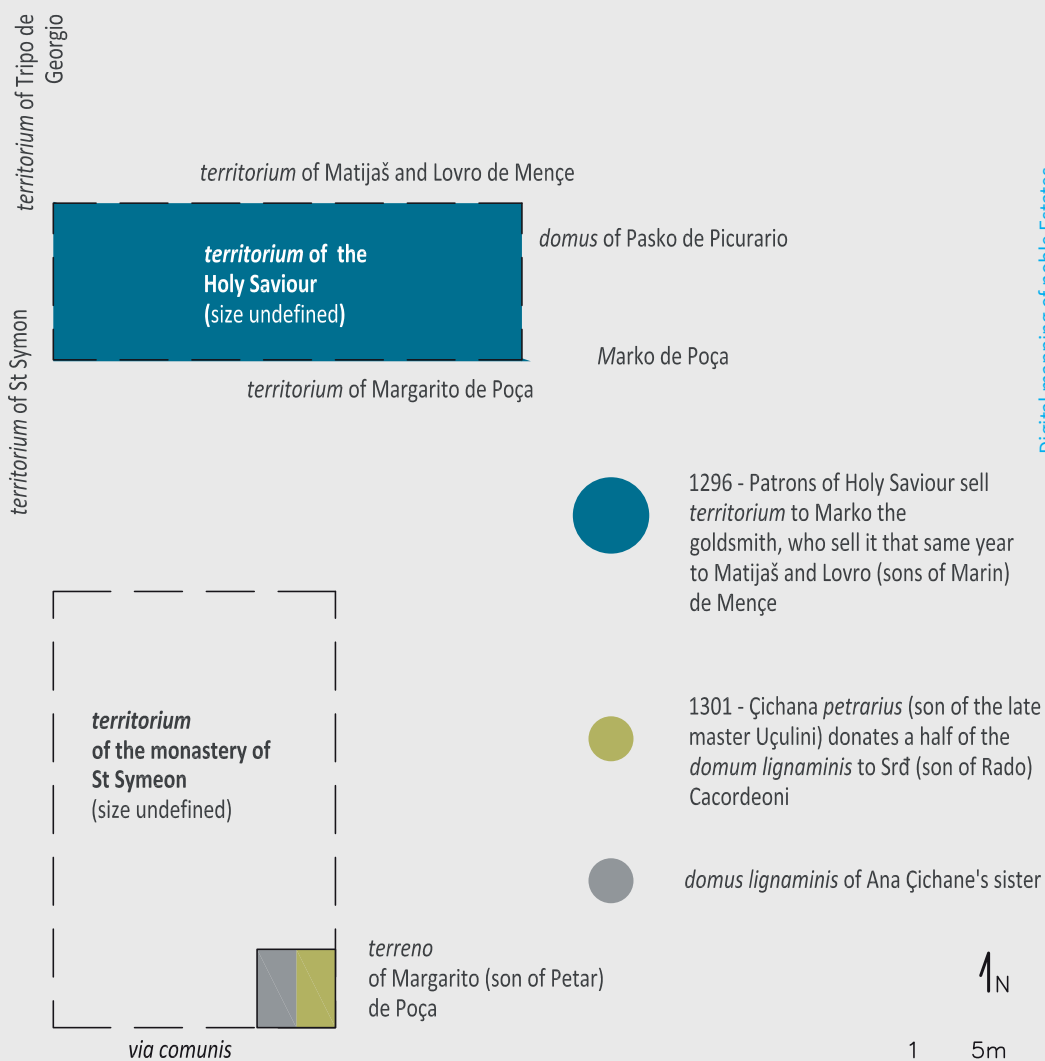 territorium of Tripo de
Georgio
territorium of Matijaš and Lovro de Mençe
territorium of the
Holy Saviour
(size undefined)
domus of Pasko de Picurario
Marko de Poça
territorium of Margarito de Poça
territorium of St Symon
1296 - Patrons of Holy Saviour sell
territorium to Marko the
goldsmith, who sell it that same year
to Matijaš and Lovro (sons of Marin)
de Mençe
territorium
of the monastery of
St Symeon
(size undefined)
1301 - Çichana petrarius (son of the late
master Uçulini) donates a half of the
domum lignaminis to Srđ (son of Rado)
Cacordeoni
domus lignaminis of Ana Çichane's sister
terreno
of Margarito (son of Petar)
de Poça
via comunis
N
1 5m